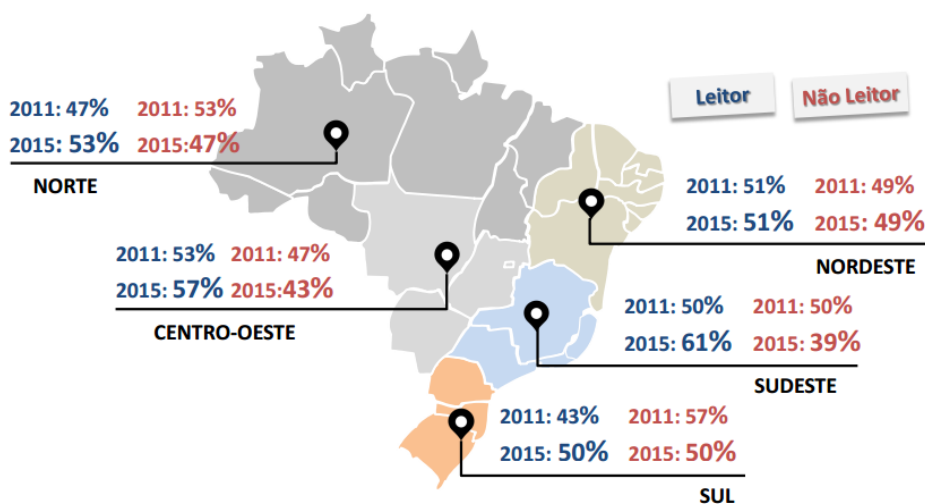 Leitor Não Leitor
2011: 47% 2011: 53%
2015: 53% 2015:47%
NORTE
2011: 51% 2011: 49%
2015: 51% 2015: 49%
NORDESTE
2011: 53% 2011: 47%
2015: 57% 2015:43%
CENTRO-OESTE
2011: 50% 2011: 50%
2015: 61% 2015: 39%
SUDESTE
2011: 43% 2011: 57%
2015: 50% 2015: 50%
SUL